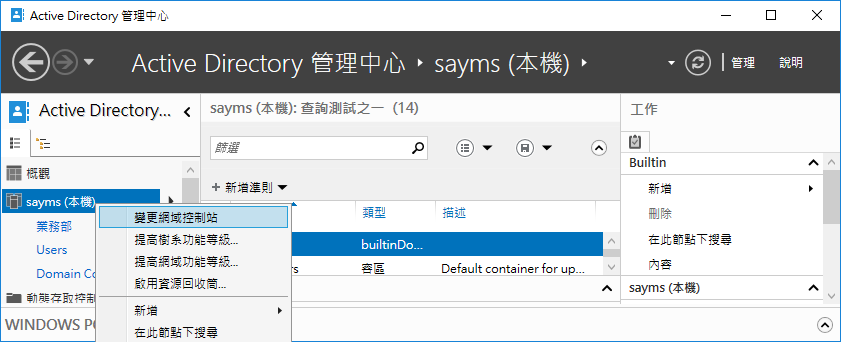 Active Directory 管理中心
Active Directory 管理中心 · sayms (本機) ·
管理
說明
Active Directory...
概觀
sayms (本機)
業務部
Users
Domain Co
動態存取控制
sayms (本機): 查詢測試之一 (14)
篩選
+ 新增準則
類型
描述
builtinDo...
rs
容區
Default container for up...
變更網域控制站
提高樹系功能等級...
提高網域功能等級...
啟用資源回收筒...
新增
在此節點下搜尋
工作
Builtin
新增
刪除
在此節點下搜尋
內容
sayms (本機)
WINDOWS PO